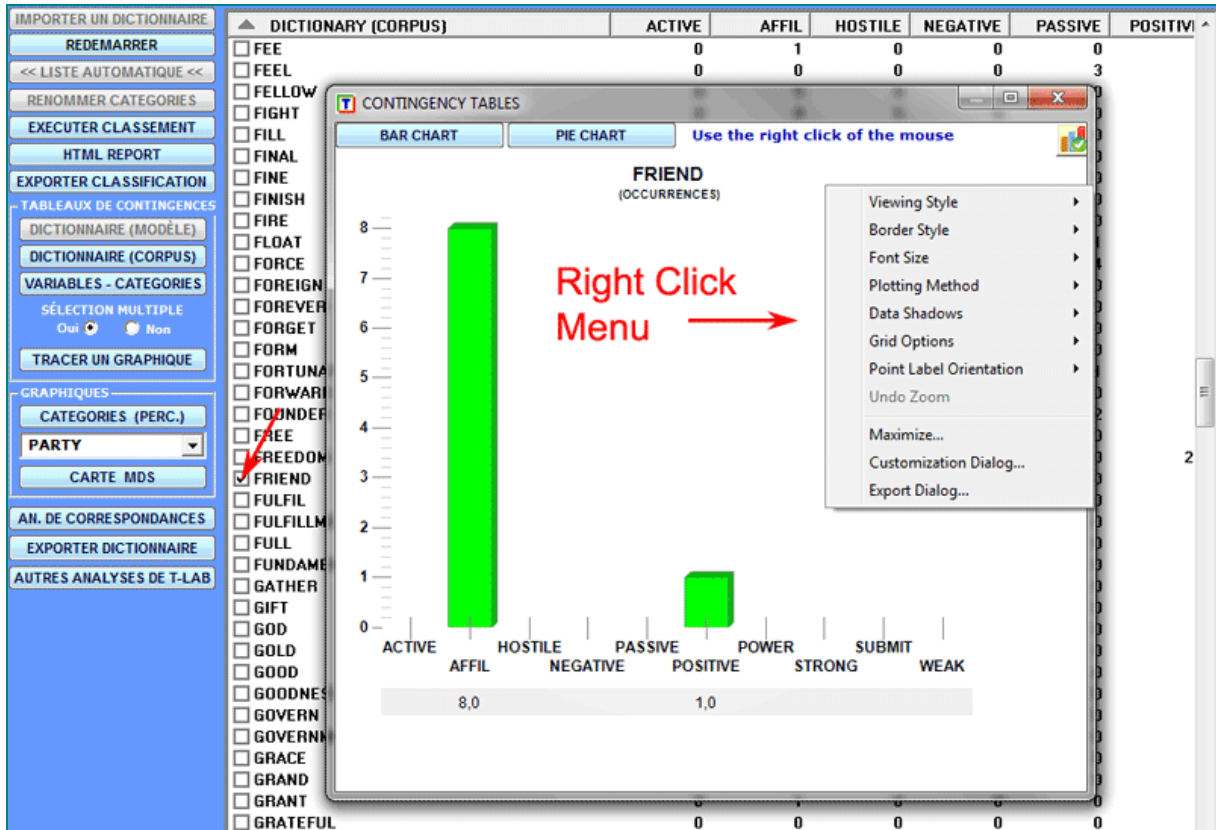 IMPORTER UN DICTIONNAIRE
REDEMARRER
<< LISTE AUTOMATIQUE <<
RENOMMER CATEGORIES
EXECUTER CLASSEMENT
HTML REPORT
EXPORTER CLASSIFICATION
TABLEAUX DE CONTINGENCES
DICTIONNAIRE (MODÈLE)
DICTIONNAIRE (CORPUS)
VARIABLES - CATEGORIES
SÉLECTION MULTIPLE
Oui Non
TRACER UN GRAPHIQUE
GRAPHIQUES
CATEGORIES (PERC.)
PARTY
CARTE MDS
AN. DE CORRESPONDANCES
EXPORTER DICTIONNAIRE
AUTRES ANALYSES DE T-LAB
DICTIONARY (CORPUS) ACTIVE AFFIL HOSTILE NEGATIVE PASSIVE
FEE 0 1 0 0 0
FEEL 0 0 0 0 3
FELLOW
FIGHT
FILL
FINAL
FINE
FINISH
FIRE
FLOAT
FORCE
FOREIGN
FOREVER
FORGET
FORM
FORWAR
FOUNDE
FREE
FREEDOM 2
FRIEND
FULFIL
FULFILLM
FULL
FUNDAME
GATHER
GIFT
GOD
GOLD
GOOD
GOODNES
GOVERN
GRACE
GRAND
GRANT
GRATEFUL 0 0 0 0 0
CONTINGENCY TABLES
BAR CHART PIE CHART Use the right click of the mouse
FRIEND
(OCCURRENCES)
8
7
6
5
4
3
2
1
0
ACTIVE HOSTILE PASSIVE POWER SUBMIT
AFFIL NEGATIVE POSITIVE STRONG WEAK
8,0 1,0
Right Click
Menu
Viewing Style
Border Style
Font Size
Plotting Method
Data Shadows
Grid Options
Point Label Orientation
Undo Zoom
Maximize...
Customization Dialog...
Export Dialog...